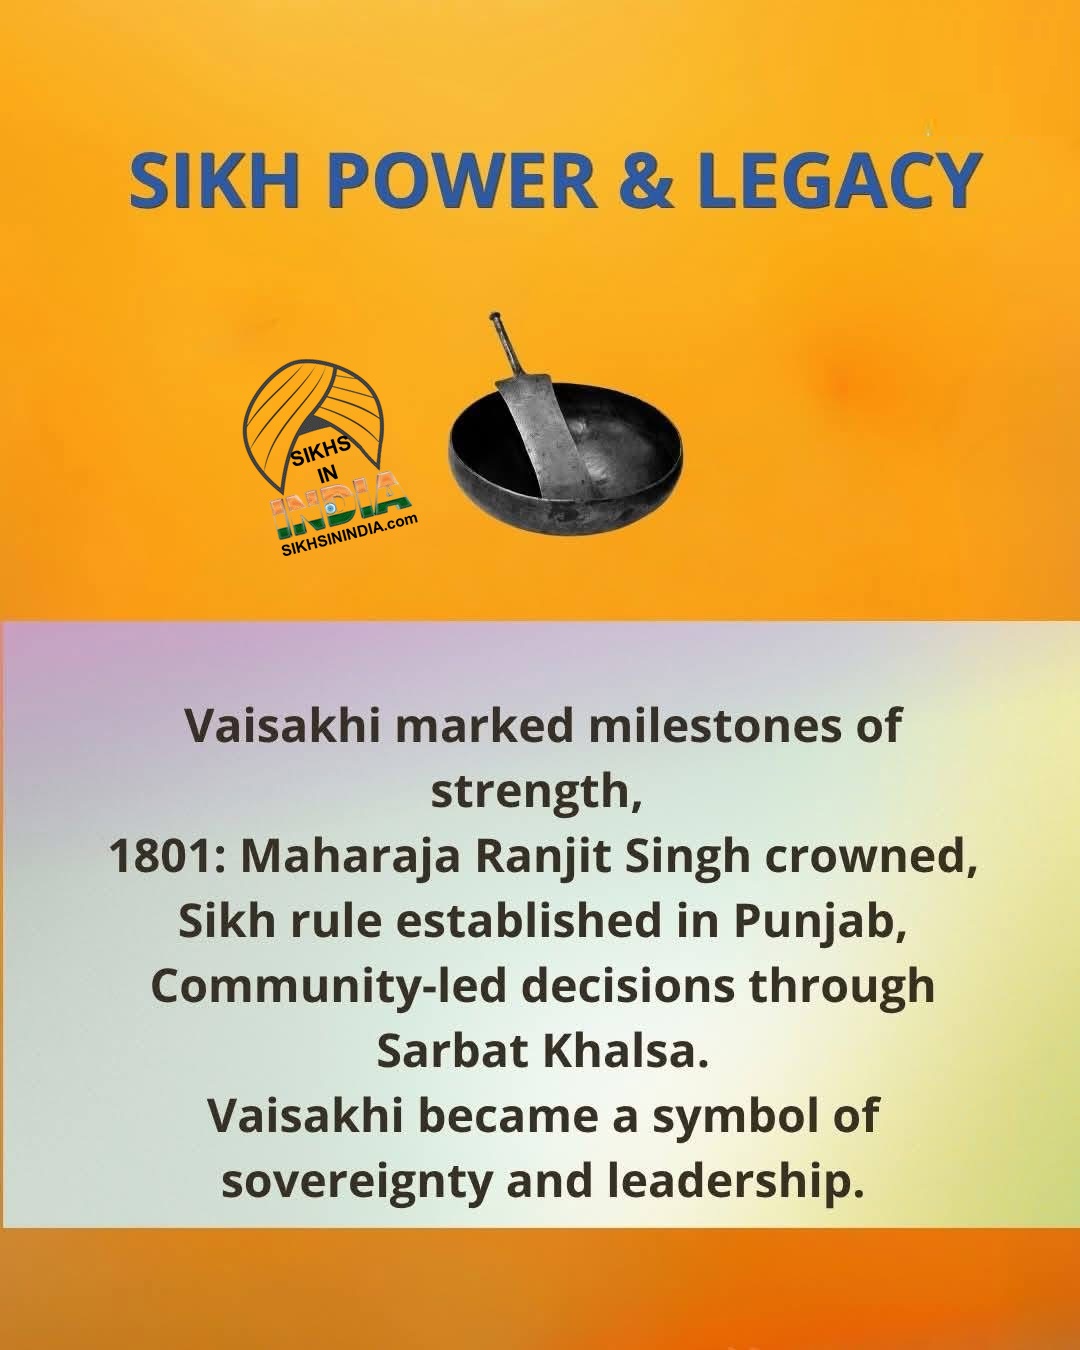 SIKH POWER & LEGACY
SIKHS
IN
INDIA
SIKHSININDIA.com
Vaisakhi marked milestones of
strength,
1801: Maharaja Ranjit Singh crowned,
Sikh rule established in Punjab,
Community-led decisions through
Sarbat Khalsa.
Vaisakhi became a symbol of
sovereignty and leadership.